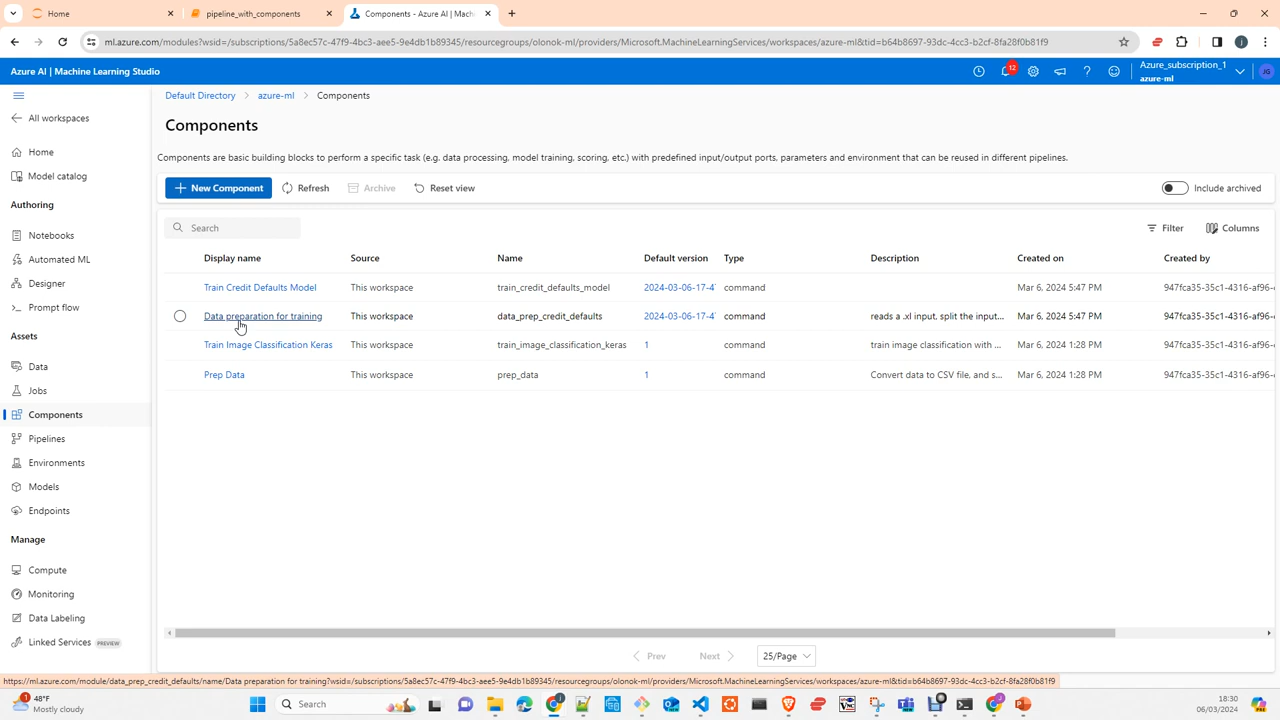 Home
pipeline_with_components
Components - Azure AI | Machi
ml.azure.com/modules?wsid=/subscriptions/5a8ec57c-47f9-4bc3-aee5-9e4db1b89345/resourcegroups/olonok-ml/providers/Microsoft.MachineLearningServices/workspaces/azure-ml&tid=b64b8697-93dc-4cc3-b2cf-8fa28f0b81f9
Azure AI | Machine Learning Studio
12
Azure_subscription_1
azure-ml
JG
All workspaces
Home
Model catalog
Authoring
Notebooks
Automated ML
Designer
Prompt flow
Assets
Data
Jobs
Components
Pipelines
Environments
Models
Endpoints
Manage
Compute
Monitoring
Data Labeling
Linked Services PREVIEW
Default Directory > azure-ml > Components
Components
Components are basic building blocks to perform a specific task (e.g. data processing, model training, scoring, etc.) with predefined input/output ports, parameters and environment that can be reused in different pipelines.
New Component Refresh Archive Reset view Include archived
Search Filter Columns
Display name Source Name Default version Type Description Created on Created by
Train Credit Defaults Model This workspace train_credit_defaults_model 2024-03-06-17-4 command Mar 6, 2024 5:47 PM 947fca35-35c1-4316-af96-
Data preparation for training This workspace data_prep_credit_defaults 2024-03-06-17-4 command reads a .xl input, split the input... Mar 6, 2024 5:47 PM 947fca35-35c1-4316-af96-
Train Image Classification Keras This workspace train_image_classification_keras 1 command train image classification with ... Mar 6, 2024 1:28 PM 947fca35-35c1-4316-af96-
Prep Data This workspace prep_data 1 command Convert data to CSV file, and s... Mar 6, 2024 1:28 PM 947fca35-35c1-4316-af96-
Prev Next 25/Page
https://ml.azure.com/module/data_prep_credit_defaults/name/Data preparation for training?wsid=/subscriptions/5a8ec57c-47f9-4bc3-aee5-9e4db1b89345/resourcegroups/olonok-ml/providers/Microsoft.MachineLearningServices/workspaces/azure-ml&tid=b64b8697-93dc-4cc3-b2cf-8fa28f0b81f9
48°F
Mostly cloudy
Search
18:30
06/03/2024